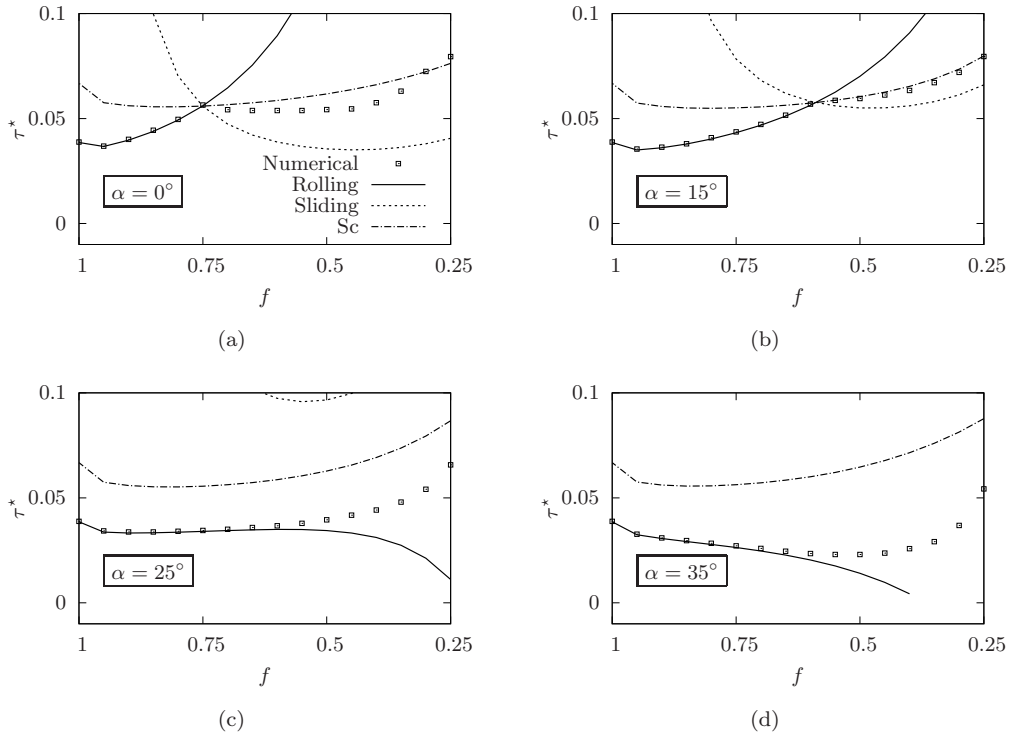 0.1
0.05
0
τ*
Numerical
Rolling
Sliding
Sc
α = 0°
1 0.75 0.5 0.25
f
(a)
0.1
0.05
0
τ*
α = 15°
1 0.75 0.5 0.25
f
(b)
0.1
0.05
0
τ*
α = 25°
1 0.75 0.5 0.25
f
(c)
0.1
0.05
0
τ*
α = 35°
1 0.75 0.5 0.25
f
(d)